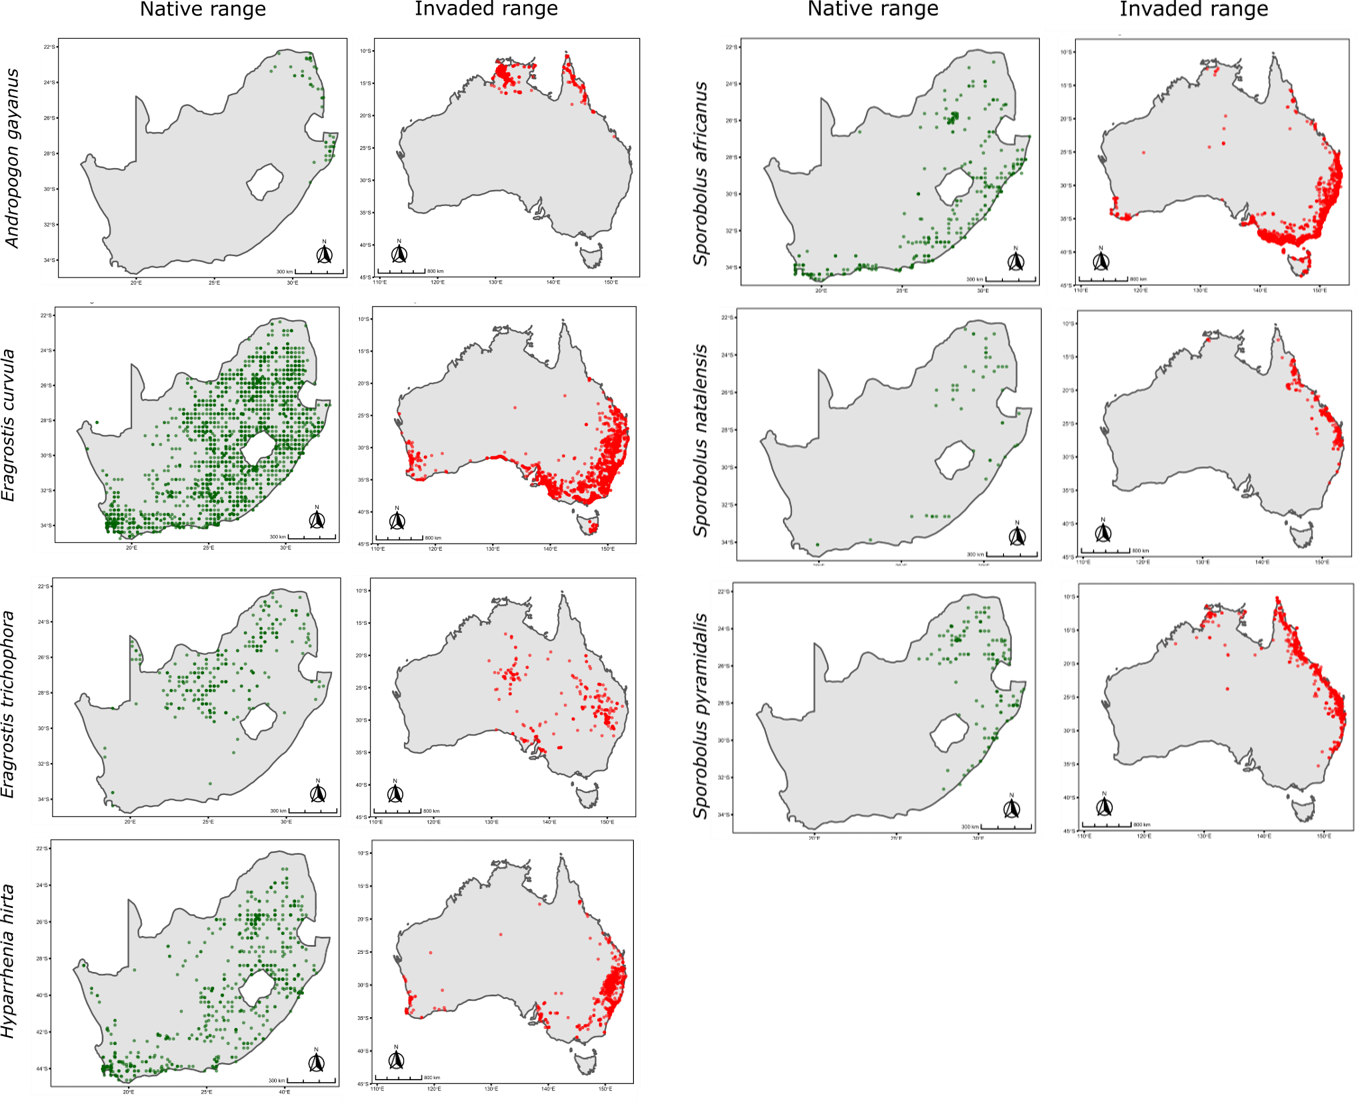 Native range
Invaded range
Native range
Invaded range
Andropogon gayanus
22°S
24°S
26°S
28°S
30°S
32°S
34°S
20°E
25°E
30°E
N
300 km
10°S
15°S
20°S
25°S
30°S
35°S
40°S
45°S
110°E
120°E
130°E
140°E
150°E
N
800 km
Sporobolus africanus
22°S
24°S
26°S
28°S
30°S
32°S
34°S
20°E
25°E
30°E
N
300 km
10°S
15°S
20°S
25°S
30°S
35°S
40°S
45°S
110°E
120°E
130°E
140°E
150°E
N
800 km
Eragrostis curvula
22°S
24°S
26°S
28°S
30°S
32°S
34°S
20°E
25°E
30°E
N
300 km
10°S
15°S
20°S
25°S
30°S
35°S
40°S
45°S
110°E
120°E
130°E
140°E
150°E
N
800 km
Sporobolus natalensis
22°S
24°S
26°S
28°S
30°S
32°S
34°S
N
300 km
10°S
15°S
20°S
25°S
30°S
35°S
40°S
45°S
110°E
120°E
130°E
140°E
150°E
N
800 km
Eragrostis trichophora
22°S
24°S
26°S
28°S
30°S
32°S
34°S
20°E
25°E
30°E
N
300 km
10°S
15°S
20°S
25°S
30°S
35°S
40°S
45°S
110°E
120°E
130°E
140°E
150°E
N
800 km
Sporobolus pyramidalis
22°S
24°S
26°S
28°S
30°S
32°S
34°S
N
300 km
10°S
15°S
20°S
25°S
30°S
35°S
40°S
45°S
110°E
120°E
130°E
140°E
150°E
N
800 km
Hyparrhenia hirta
22°S
24°S
26°S
28°S
40°S
42°S
44°S
20°E
25°E
40°E
N
300 km
10°S
15°S
20°S
25°S
30°S
35°S
40°S
45°S
110°E
120°E
130°E
140°E
150°E
N
800 km